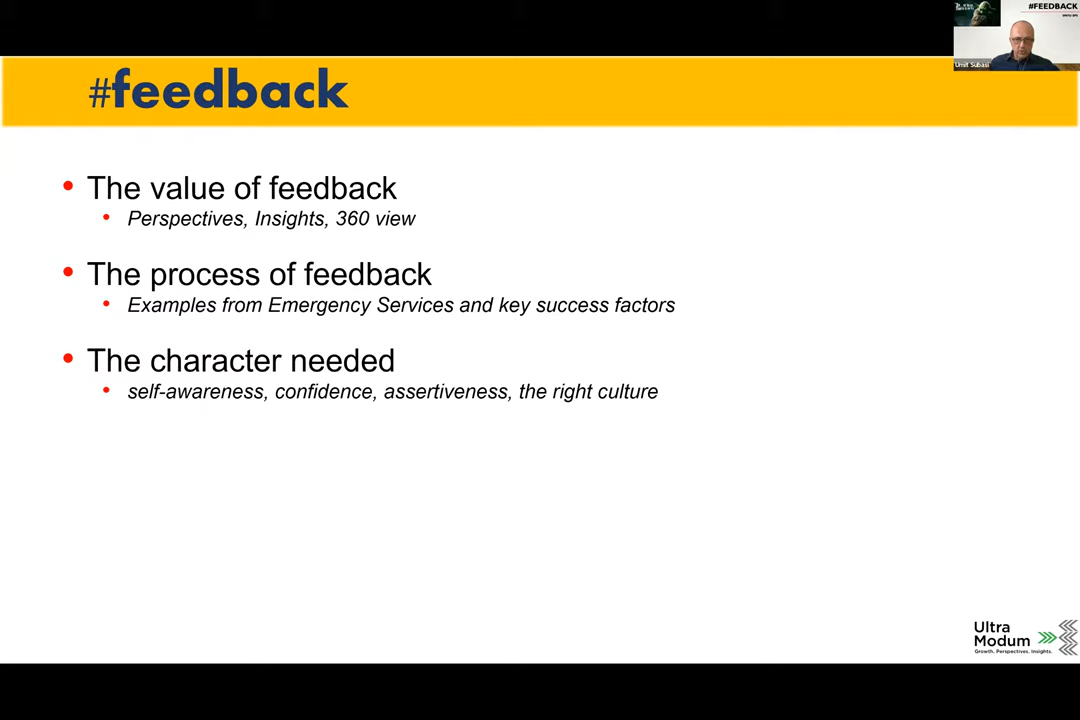 #FEEDBACK
Umit Subasi
#feedback
• The value of feedback
• Perspectives, Insights, 360 view
• The process of feedback
• Examples from Emergency Services and key success factors
• The character needed
• self-awareness, confidence, assertiveness, the right culture
Ultra
Modum
Growth. Perspectives. Insights.